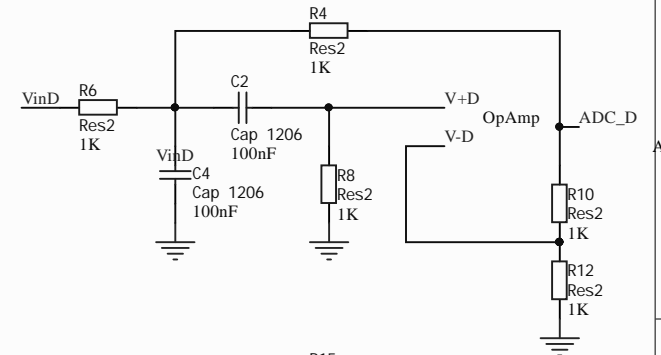 R4
Res2
1K
VinD
R6
Res2
1K
C2
Cap 1206
100nF
V+D
OpAmp
ADC_D
V-D
VinD
C4
Cap 1206
100nF
R8
Res2
1K
R10
Res2
1K
R12
Res2
1K